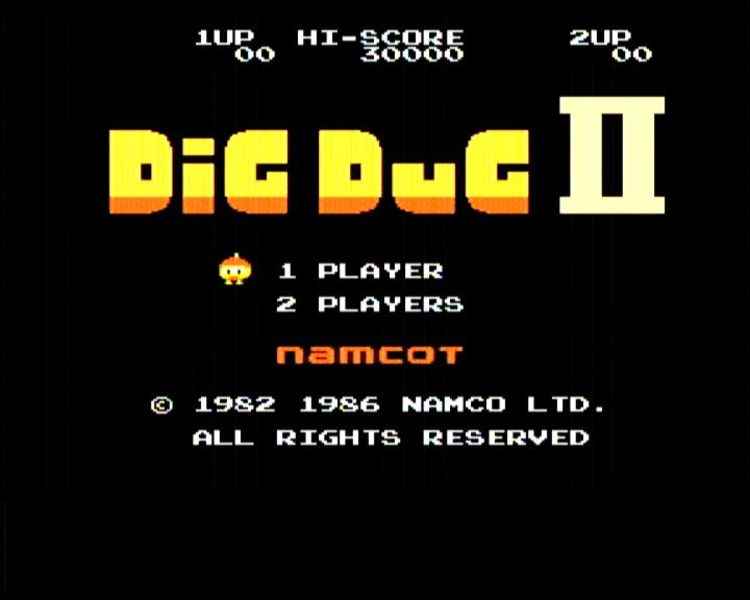 1UP HI-SCORE 2UP
00 30000 00
DiG DuG II
1 PLAYER
2 PLAYERS
namcot
© 1982 1986 NAMCO LTD.
ALL RIGHTS RESERVED